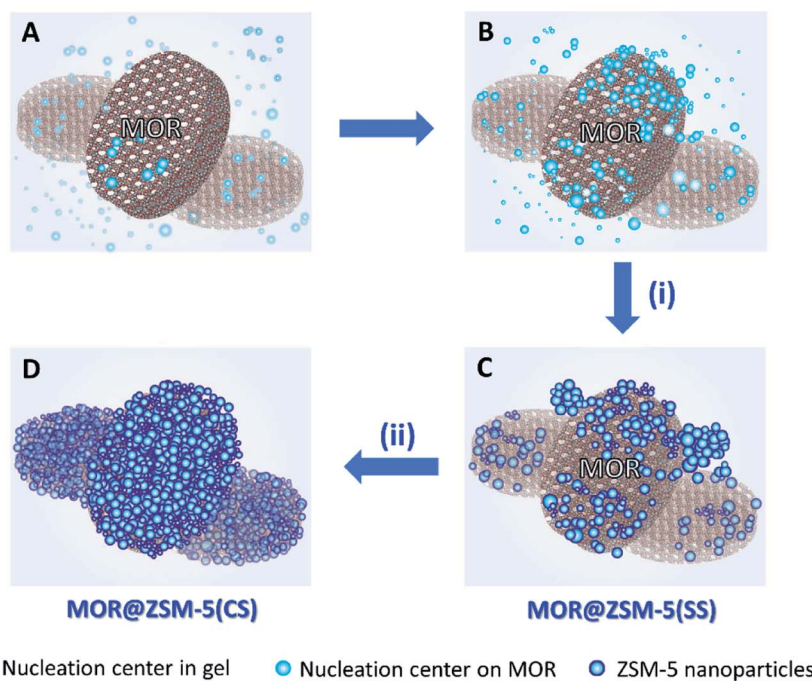 A
MOR
B
MOR
(i)
D
(ii)
C
MOR
MOR@ZSM-5(CS)
MOR@ZSM-5(SS)
Nucleation center in gel
Nucleation center on MOR
ZSM-5 nanoparticles